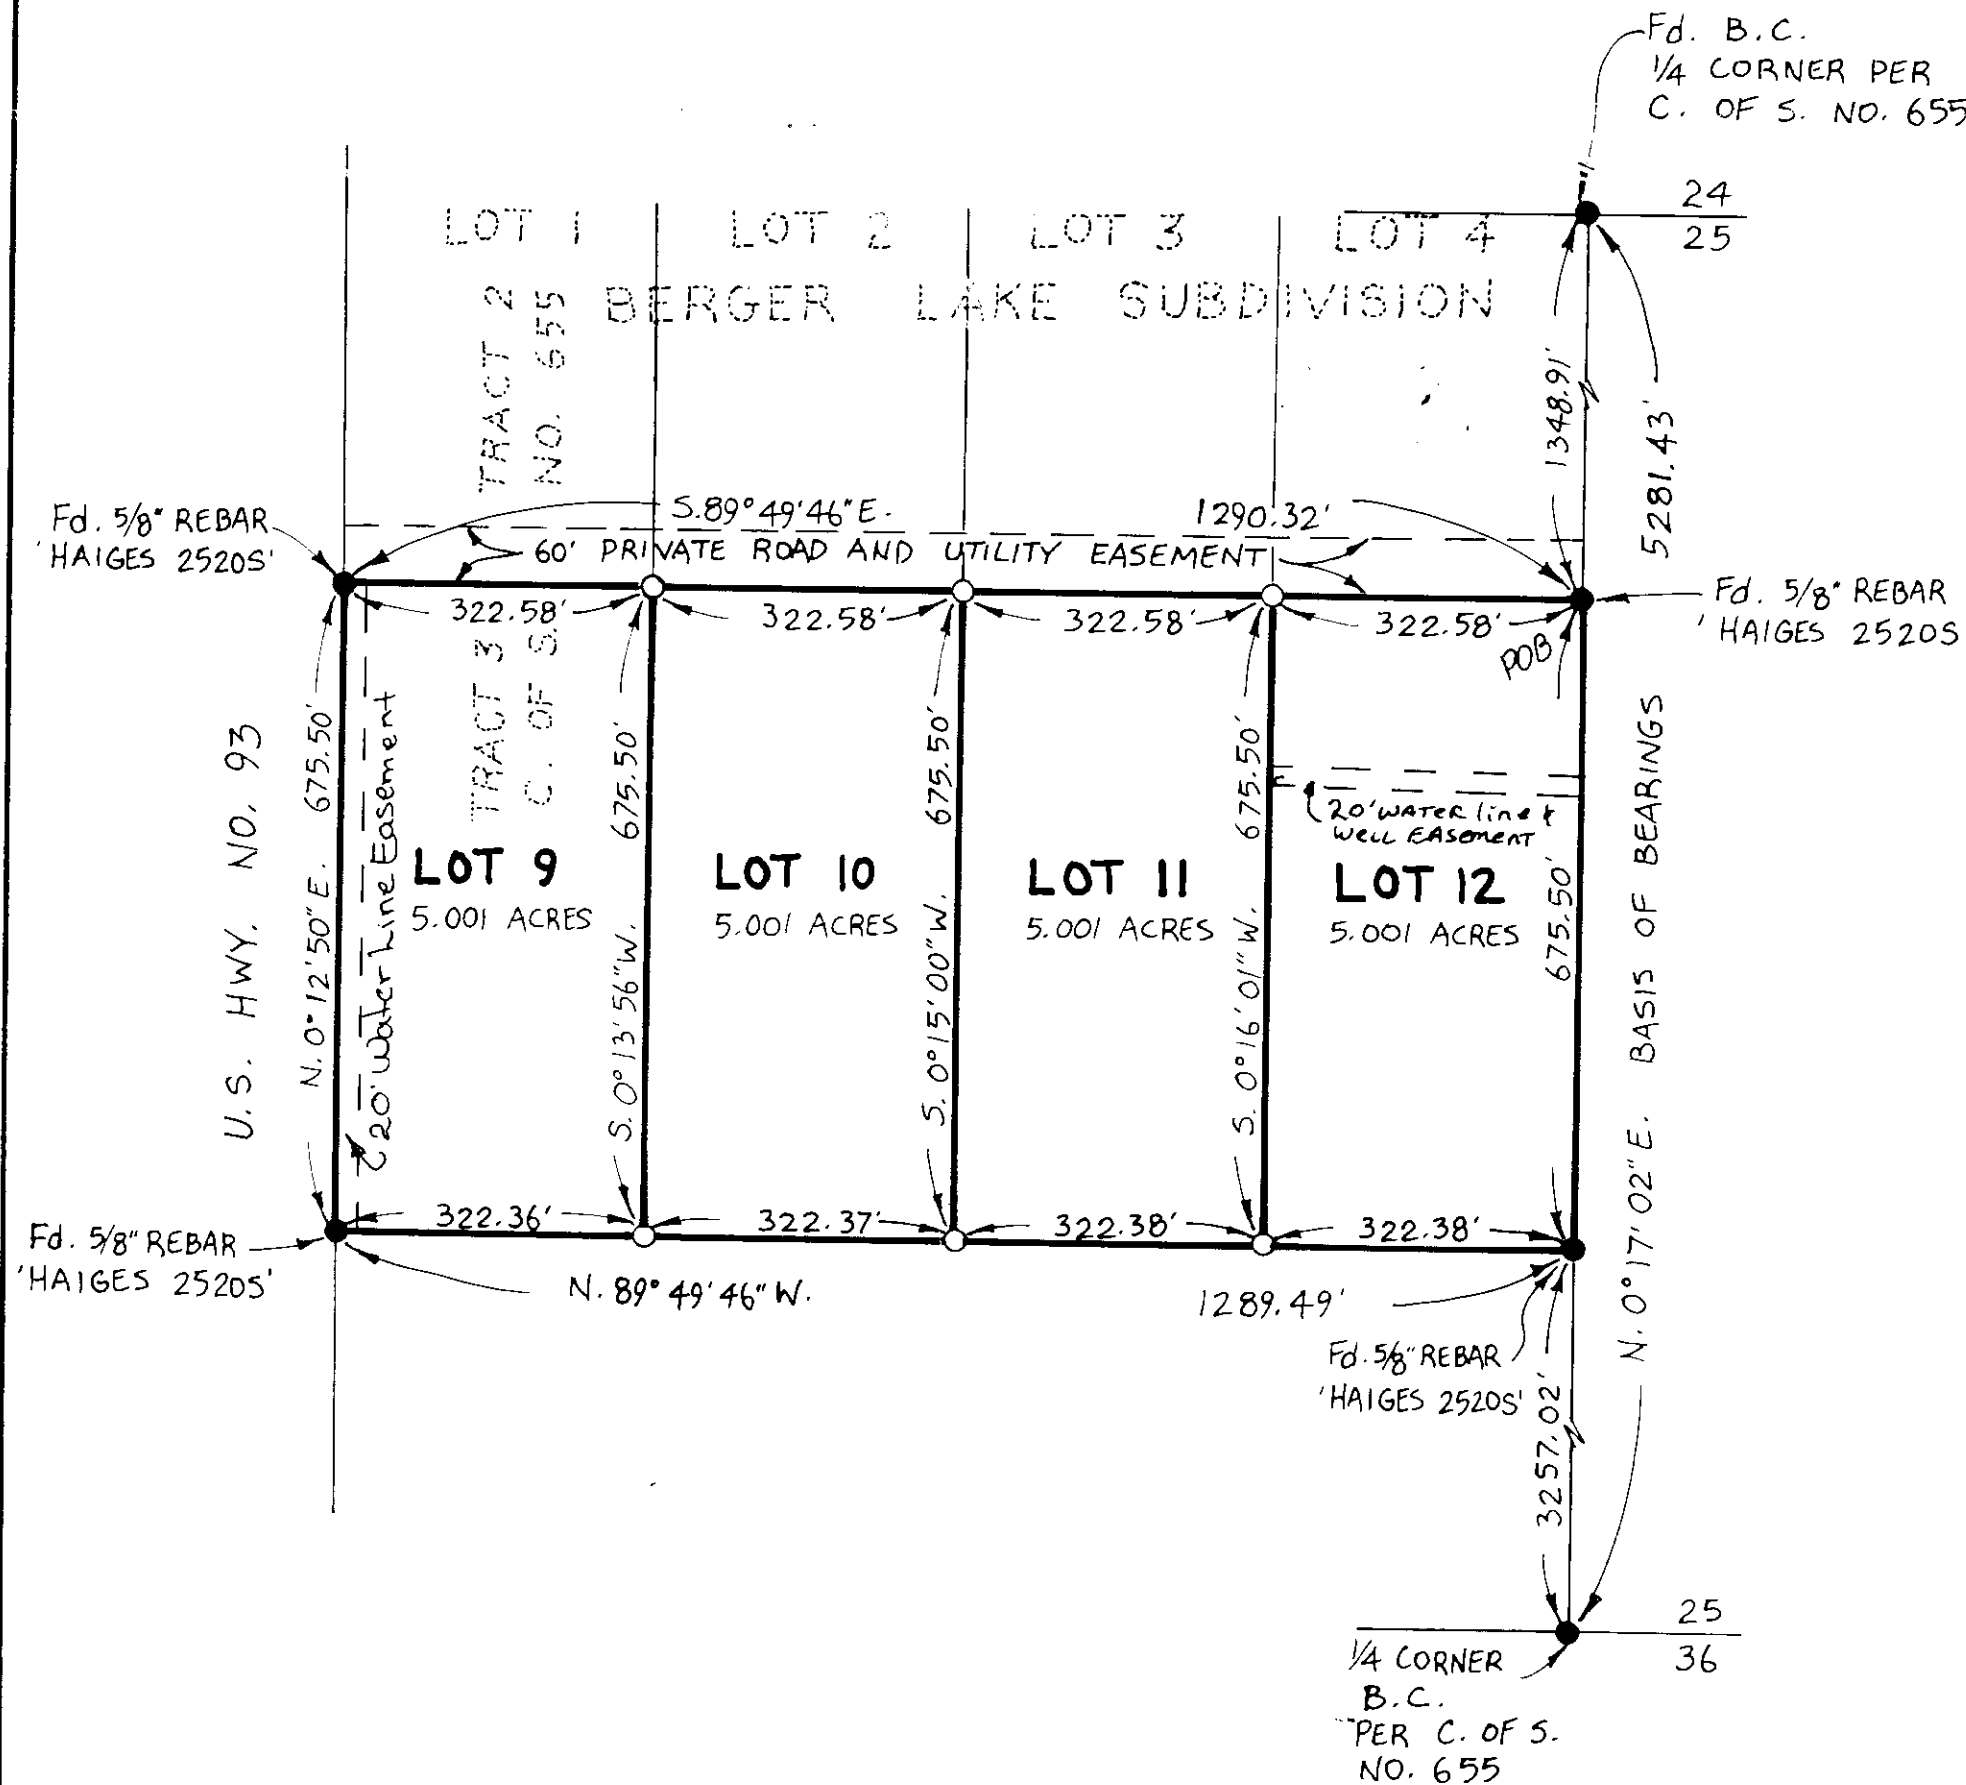 Fd. B.C.
1/4 CORNER PER
C. OF S. NO. 655
24
25
LOT 1
LOT 2
LOT 3
LOT 4
BERGER LAKE SUBDIVISION
TRACT 2
NO. 655
1348.91'
5281.43'
Fd. 5/8" REBAR
'HAIGES 2520S'
S.89°49'46"E.
1290.32'
60' PRIVATE ROAD AND UTILITY EASEMENT
322.58'
322.58'
322.58'
322.58'
POB
Fd. 5/8" REBAR
'HAIGES 2520S
U.S. HWY. NO. 93
N.0°12'50"E. 675.50'
20' Water Line Easement
TRACT 3
C. OF S.
S.0°13'56"W. 675.50'
S.0°15'00"W. 675.50'
S.0°16'01"W. 675.50'
20' WATER line &
WELL EASEMENT
675.50'
N.0°17'02"E. BASIS OF BEARINGS
LOT 9
5.001 ACRES
LOT 10
5.001 ACRES
LOT 11
5.001 ACRES
LOT 12
5.001 ACRES
322.36'
322.37'
322.38'
322.38'
Fd. 5/8" REBAR
'HAIGES 2520S'
N. 89°49'46" W.
1289.49'
Fd. 5/8" REBAR
'HAIGES 2520S'
3257.02'
25
36
1/4 CORNER
B.C.
PER C. OF S.
NO. 655